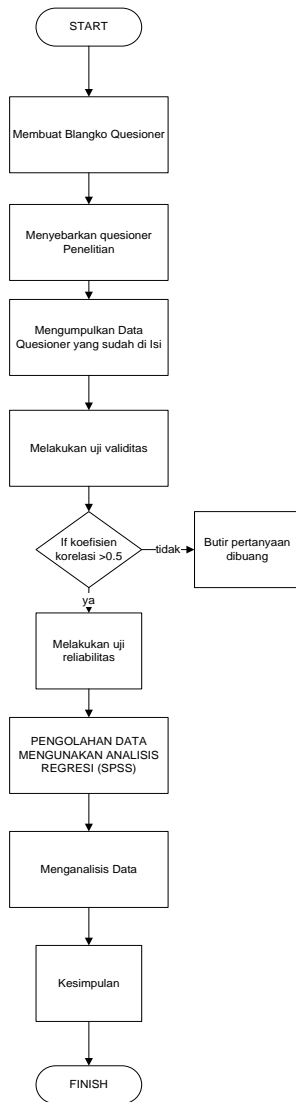 START
Membuat Blangko Quesioner
Menyebarkan quesioner
Penelitian
Mengumpulkan Data
Quesioner yang sudah di Isi
Melakukan uji validitas
If koefisien
korelasi >0.5
tidak
Butir pertanyaan
dibuang
ya
Melakukan uji
reliabilitas
PENGOLAHAN DATA
MENGUNAKAN ANALISIS
REGRESI (SPSS)
Menganalisis Data
Kesimpulan
FINISH